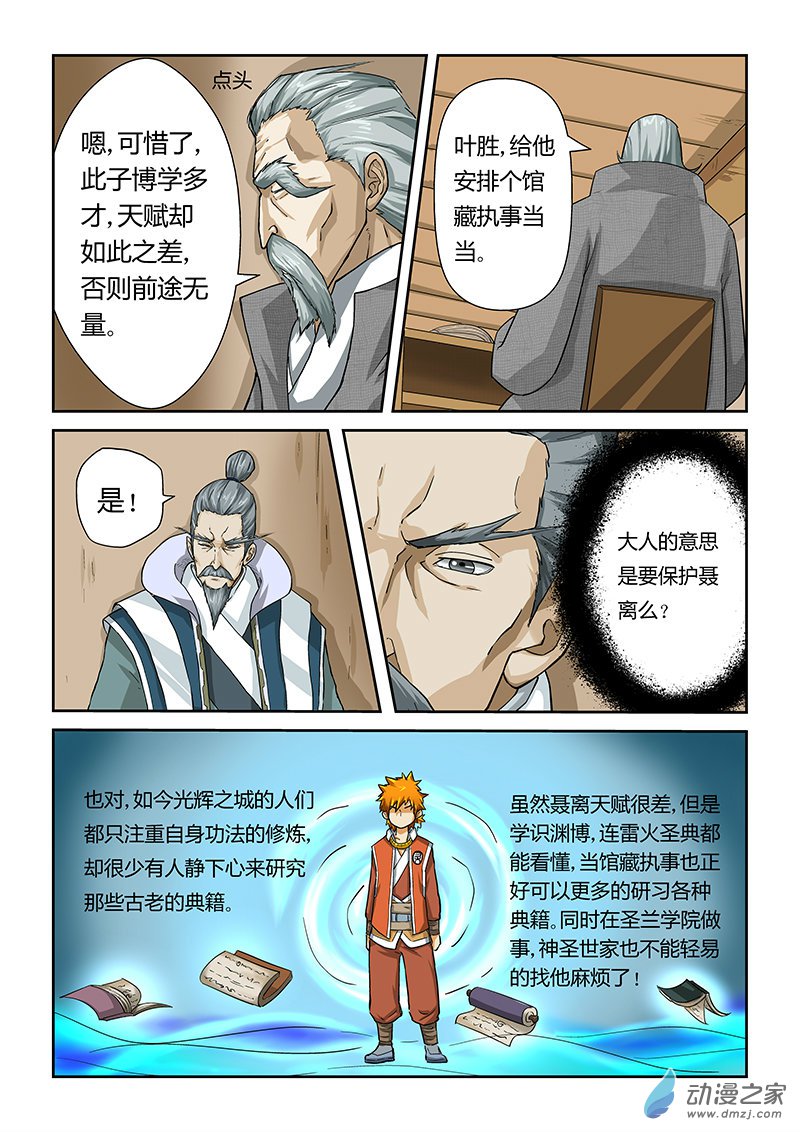 点头
嗯,可惜了,
此子博学多
才,天赋却
如此之差,
否则前途无
量。
叶胜,给他
安排个馆
藏执事当
当。
是!
大人的意思
是要保护聂
离么?
也对,如今光辉之城的人们
都只注重自身功法的修炼,
却很少有人静下心来研究
那些古老的典籍。
虽然聂离天赋很差,但是
学识渊博,连雷火圣典都
能看懂,当馆藏执事也正
好可以更多的研习各种
典籍。同时在圣兰学院做
事,神圣世家也不能轻易
的找他麻烦了!
动漫之家
www.dmzj.com